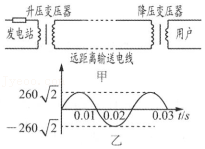 升压变压器 降压变压器
发电站 用户
远距离输送电线
甲
260√2
0.01 0.02 0.03 t/s
−260√2
乙